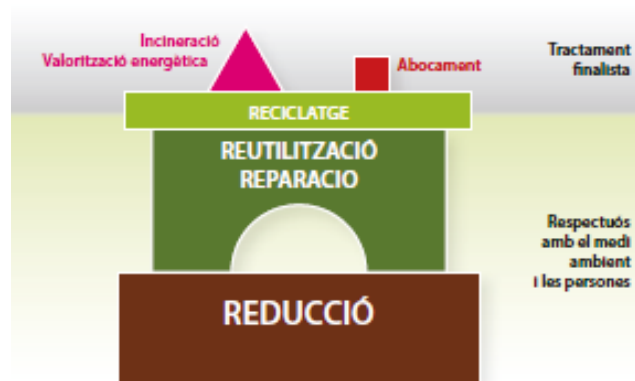 Incineració
Valorització energètica
Abocament
Tractament
finalista
RECICLATGE
REUTILITZACIÓ
REPARACIO
Respectuós
amb el medi
ambient
i les persones
REDUCCIÓ